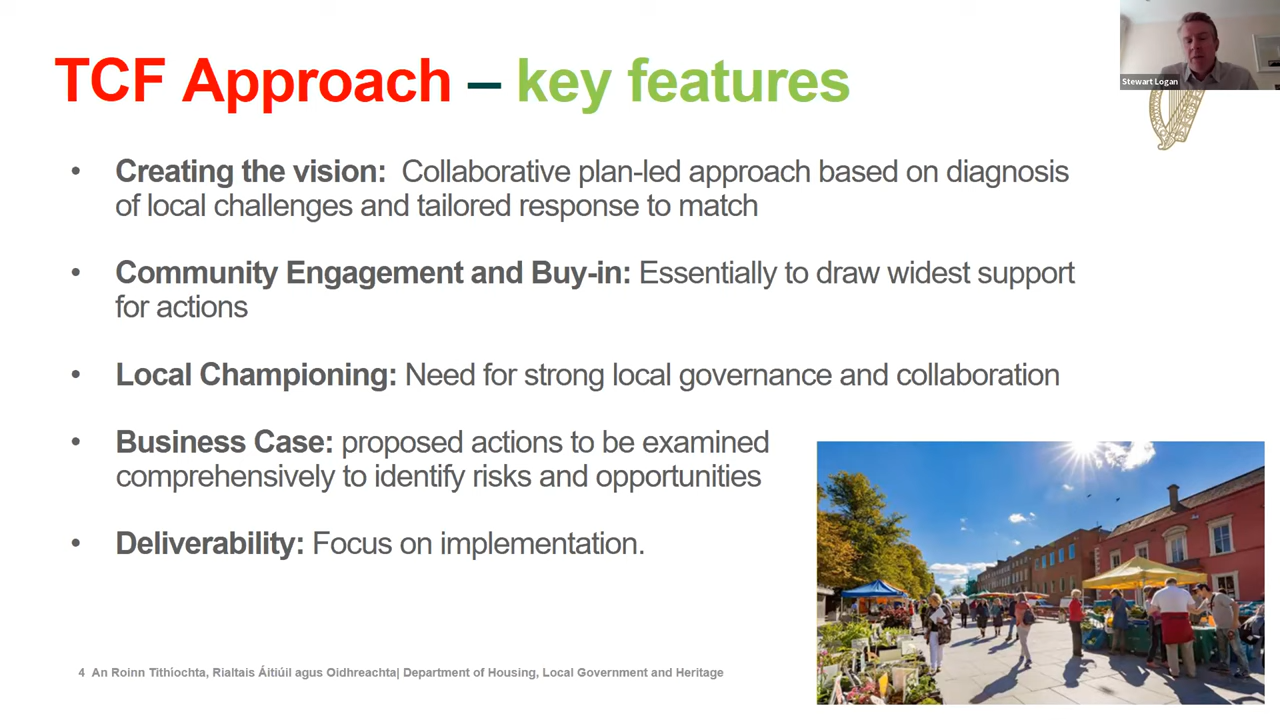 TCF Approach – key features
Stewart Logan
• Creating the vision: Collaborative plan-led approach based on diagnosis
of local challenges and tailored response to match
• Community Engagement and Buy-in: Essentially to draw widest support
for actions
• Local Championing: Need for strong local governance and collaboration
• Business Case: proposed actions to be examined
comprehensively to identify risks and opportunities
• Deliverability: Focus on implementation.
4 An Roinn Tithíochta, Rialtais Áitiúil agus Oidhreachta| Department of Housing, Local Government and Heritage